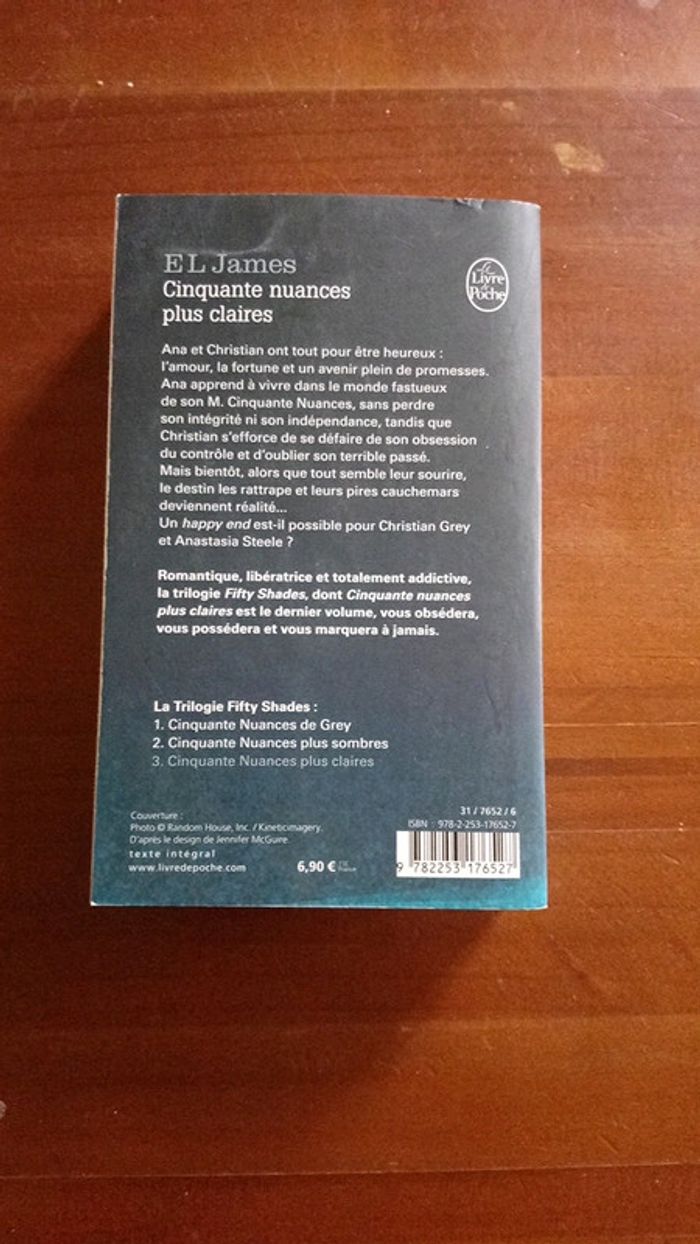 E L James
Cinquante nuances
plus claires
Le
Livre
de
Poche
Ana et Christian ont tout pour être heureux :
l'amour, la fortune et un avenir plein de promesses.
Ana apprend à vivre dans le monde fastueux
de son M. Cinquante Nuances, sans perdre
son intégrité ni son indépendance, tandis que
Christian s'efforce de se défaire de son obsession
du contrôle et d'oublier son terrible passé.
Mais bientôt, alors que tout semble leur sourire,
le destin les rattrape et leurs pires cauchemars
deviennent réalité...
Un happy end est-il possible pour Christian Grey
et Anastasia Steele ?
Romantique, libératrice et totalement addictive,
la trilogie Fifty Shades, dont Cinquante nuances
plus claires est le dernier volume, vous obsédera,
vous possédera et vous marquera à jamais.
La Trilogie Fifty Shades :
1. Cinquante Nuances de Grey
2. Cinquante Nuances plus sombres
3. Cinquante Nuances plus claires
Couverture :
Photo © Random House, Inc. / Kineticimagery.
D'après le design de Jennifer McGuire.
texte intégral
www.livredepoche.com
6,90 €
France
31 / 7652 / 6
ISBN : 978-2-253-17652-7
9 782253 176527